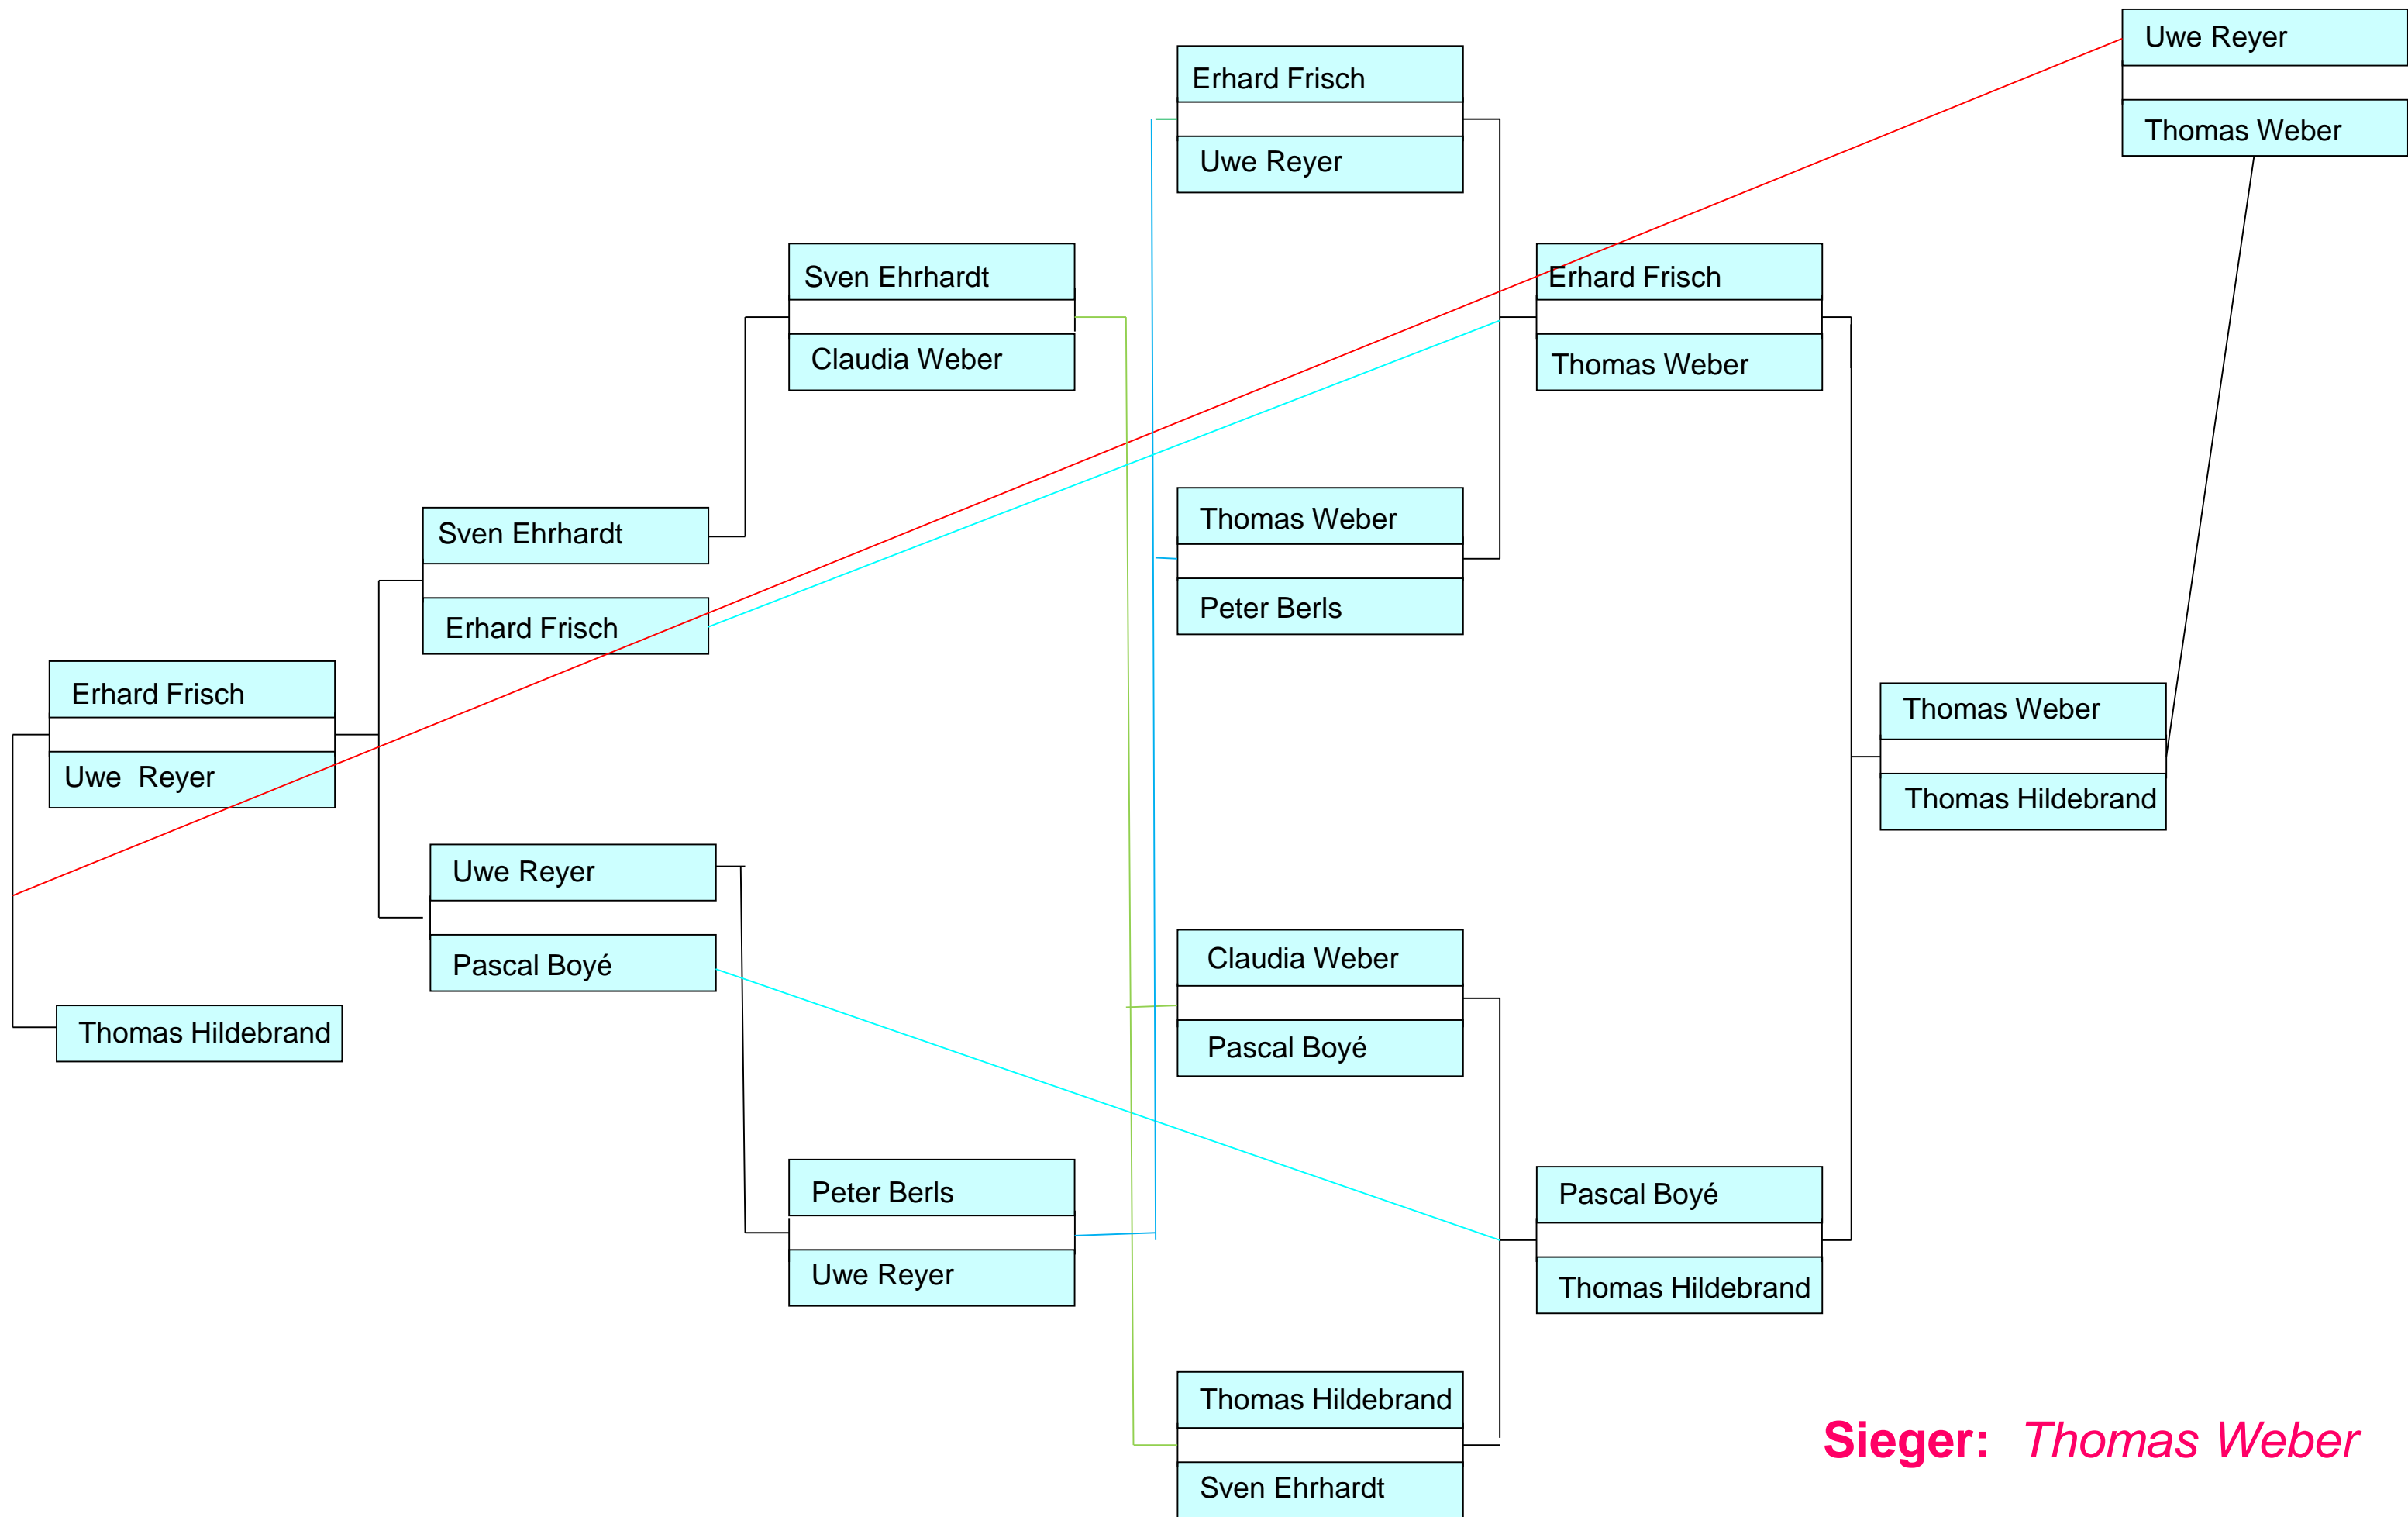 Uwe Reyer
Thomas Weber
Erhard Frisch
Uwe Reyer
Sven Ehrhardt
Claudia Weber
Erhard Frisch
Thomas Weber
Sven Ehrhardt
Erhard Frisch
Thomas Weber
Peter Berls
Erhard Frisch
Uwe  Reyer
Thomas Weber
Thomas Hildebrand
Uwe Reyer
Pascal Boyé
Claudia Weber
Pascal Boyé
Thomas Hildebrand
Peter Berls
Uwe Reyer
Pascal Boyé
Thomas Hildebrand
Thomas Hildebrand
Sven Ehrhardt
Sieger: Thomas Weber